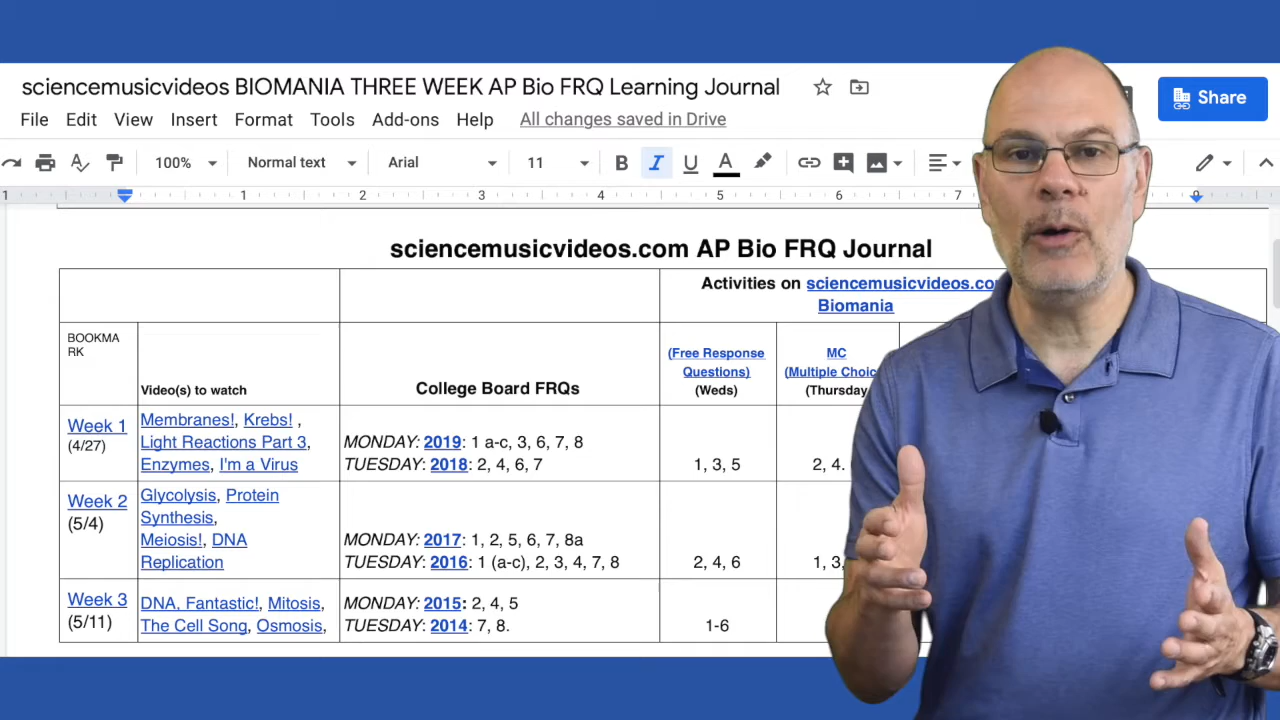 sciencemusicvideos BIOMANIA THREE WEEK AP Bio FRQ Learning Journal
Share
File Edit View Insert Format Tools Add-ons Help All changes saved in Drive
100% Normal text Arial 11 B I U A
1 1 2 3 4 5 6 7
sciencemusicvideos.com AP Bio FRQ Journal
Activities on
Biomania
BOOKMA
RK
Video(s) to watch
College Board FRQs
(Free Response
Questions)
(Weds)
MC
(Multiple
(Thursday
Week 1
(4/27)
Membranes!, Krebs! ,
Light Reactions Part 3,
Enzymes, I'm a Virus
MONDAY: 2019: 1 a-c, 3, 6, 7, 8
TUESDAY: 2018: 2, 4, 6, 7
1, 3, 5
2, 4.
Week 2
(5/4)
Glycolysis, Protein
Synthesis,
Meiosis!, DNA
Replication
MONDAY: 2017: 1, 2, 5, 6, 7, 8a
TUESDAY: 2016: 1 (a-c), 2, 3, 4, 7, 8
2, 4, 6
1, 3,
Week 3
(5/11)
DNA, Fantastic!, Mitosis,
The Cell Song, Osmosis,
MONDAY: 2015: 2, 4, 5
TUESDAY: 2014: 7, 8.
1-6